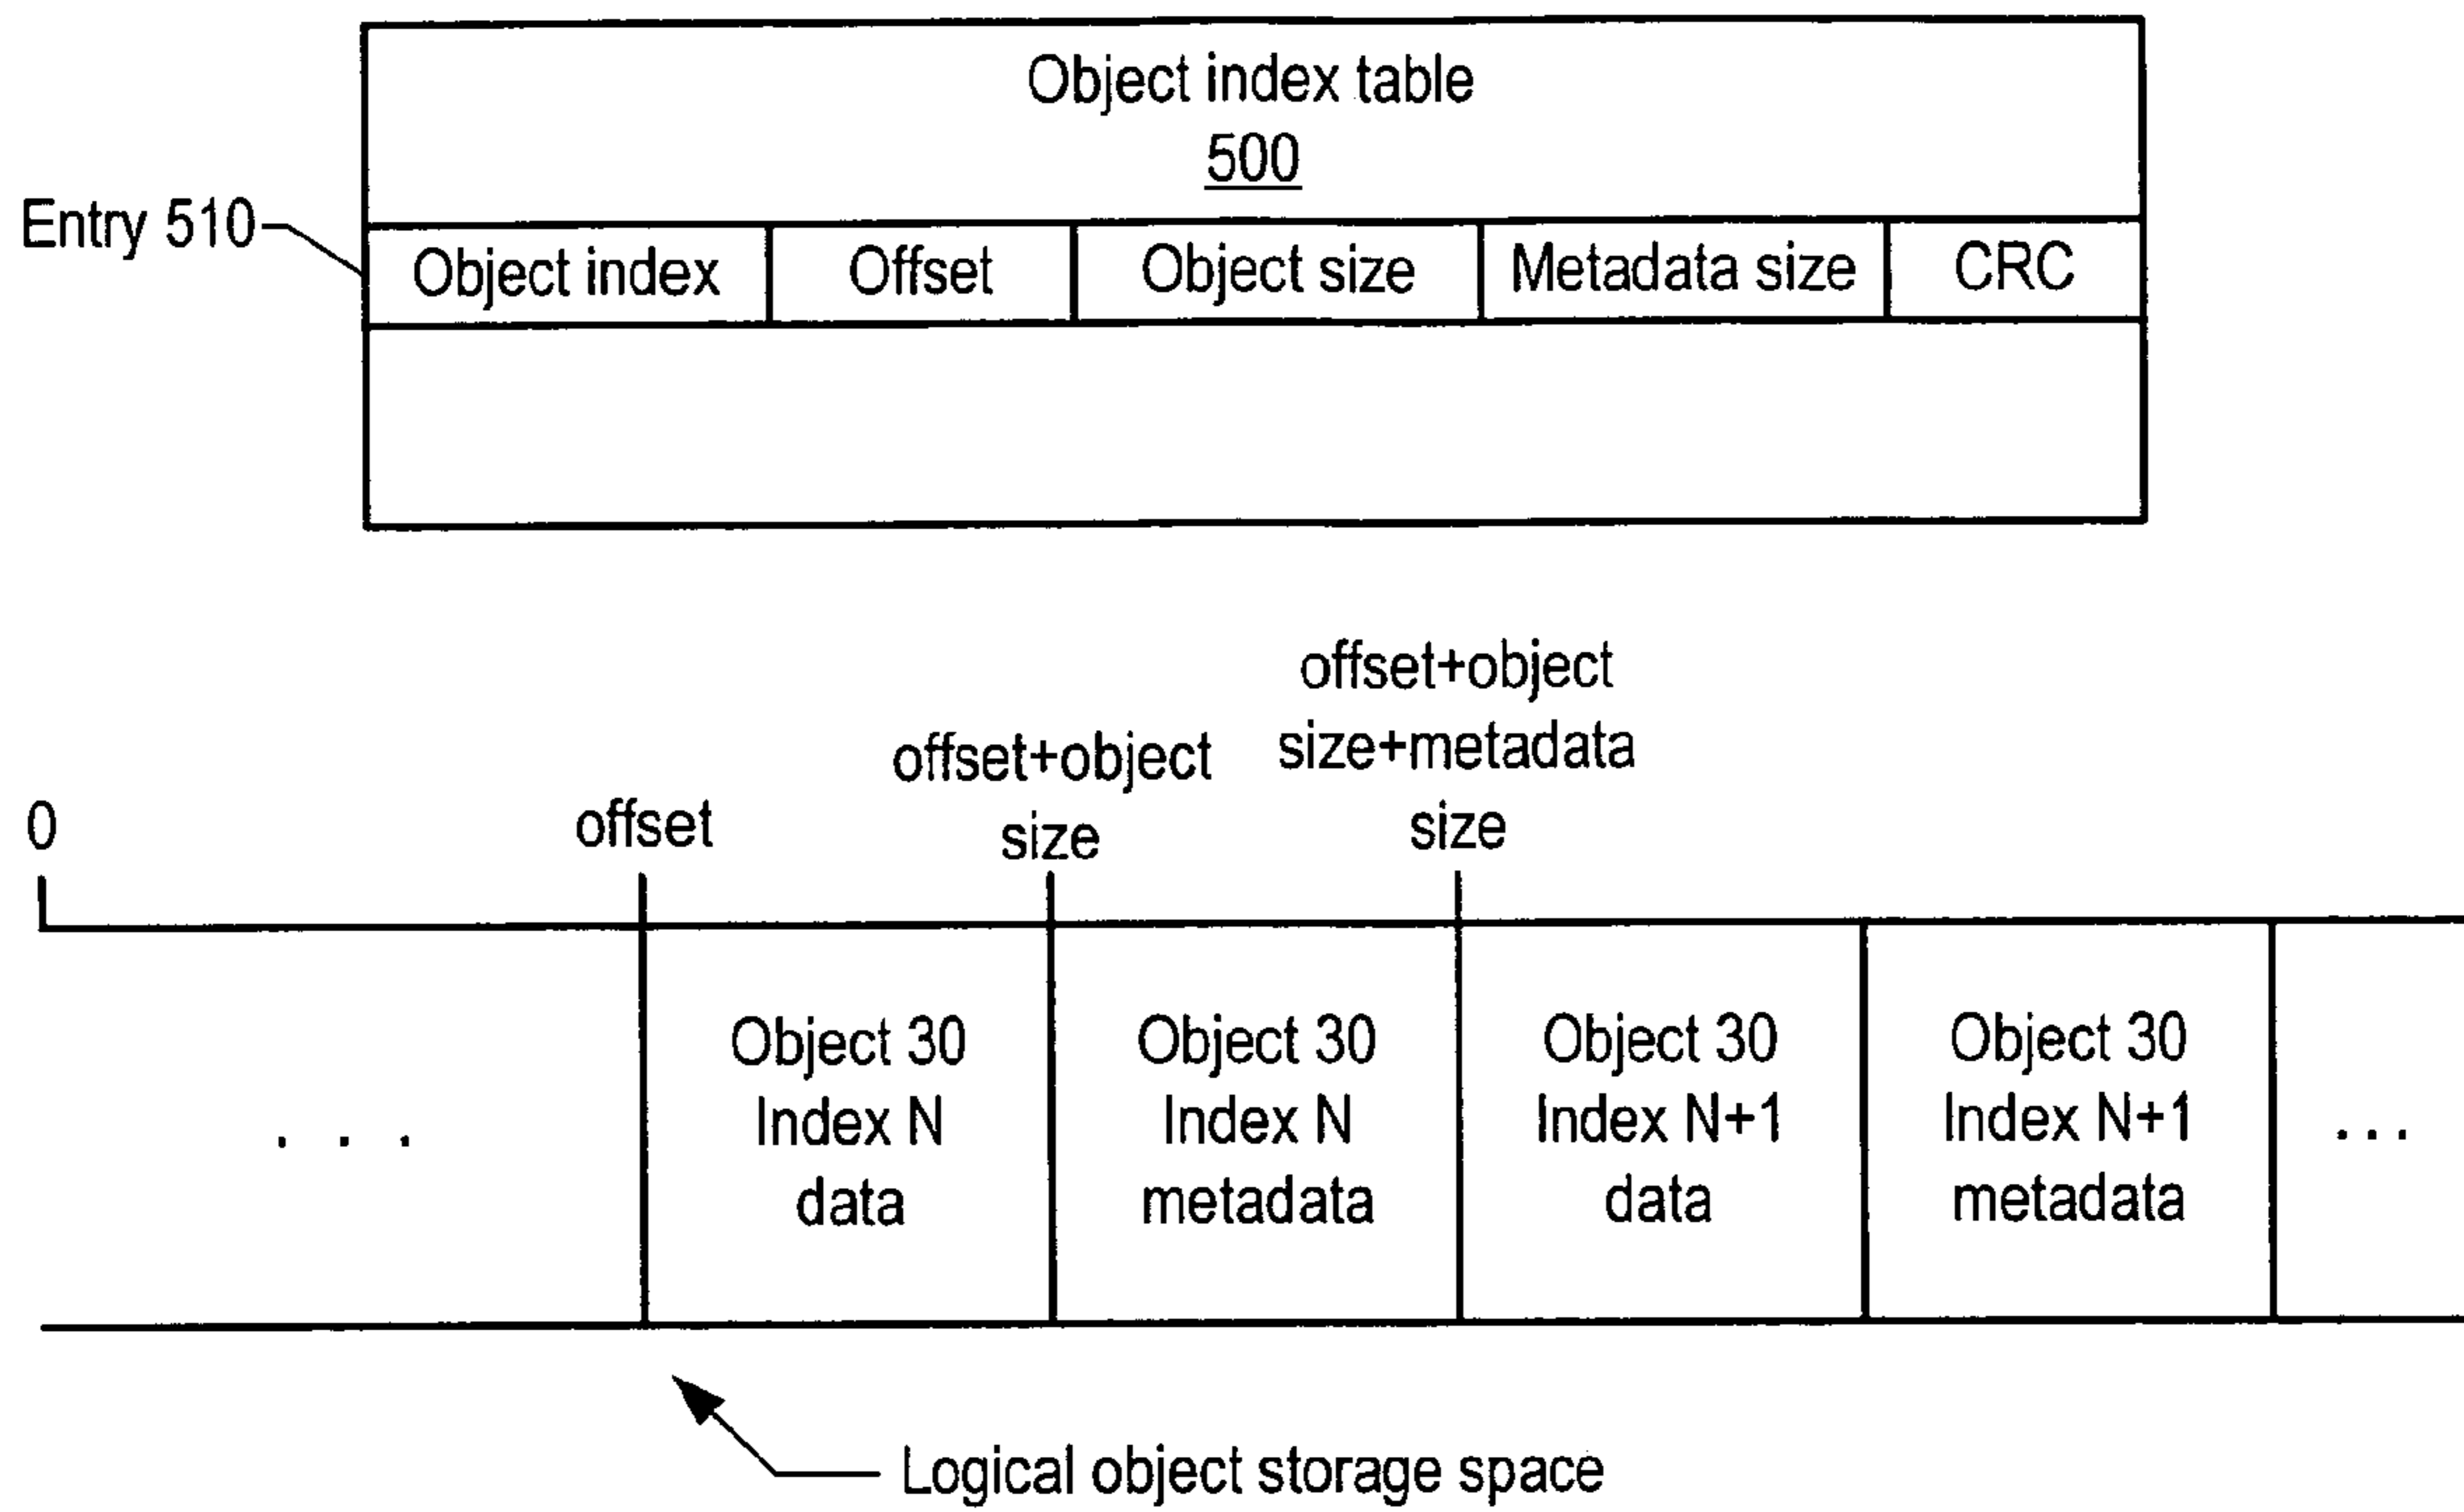 Object index table
500
Entry 510
Object index Offset Object size Metadata size CRC
0
offset
offset+object
size
offset+object
size+metadata
size
. . .
Object 30
Index N
data
Object 30
Index N
metadata
Object 30
Index N+1
data
Object 30
Index N+1
metadata
...
Logical object storage space